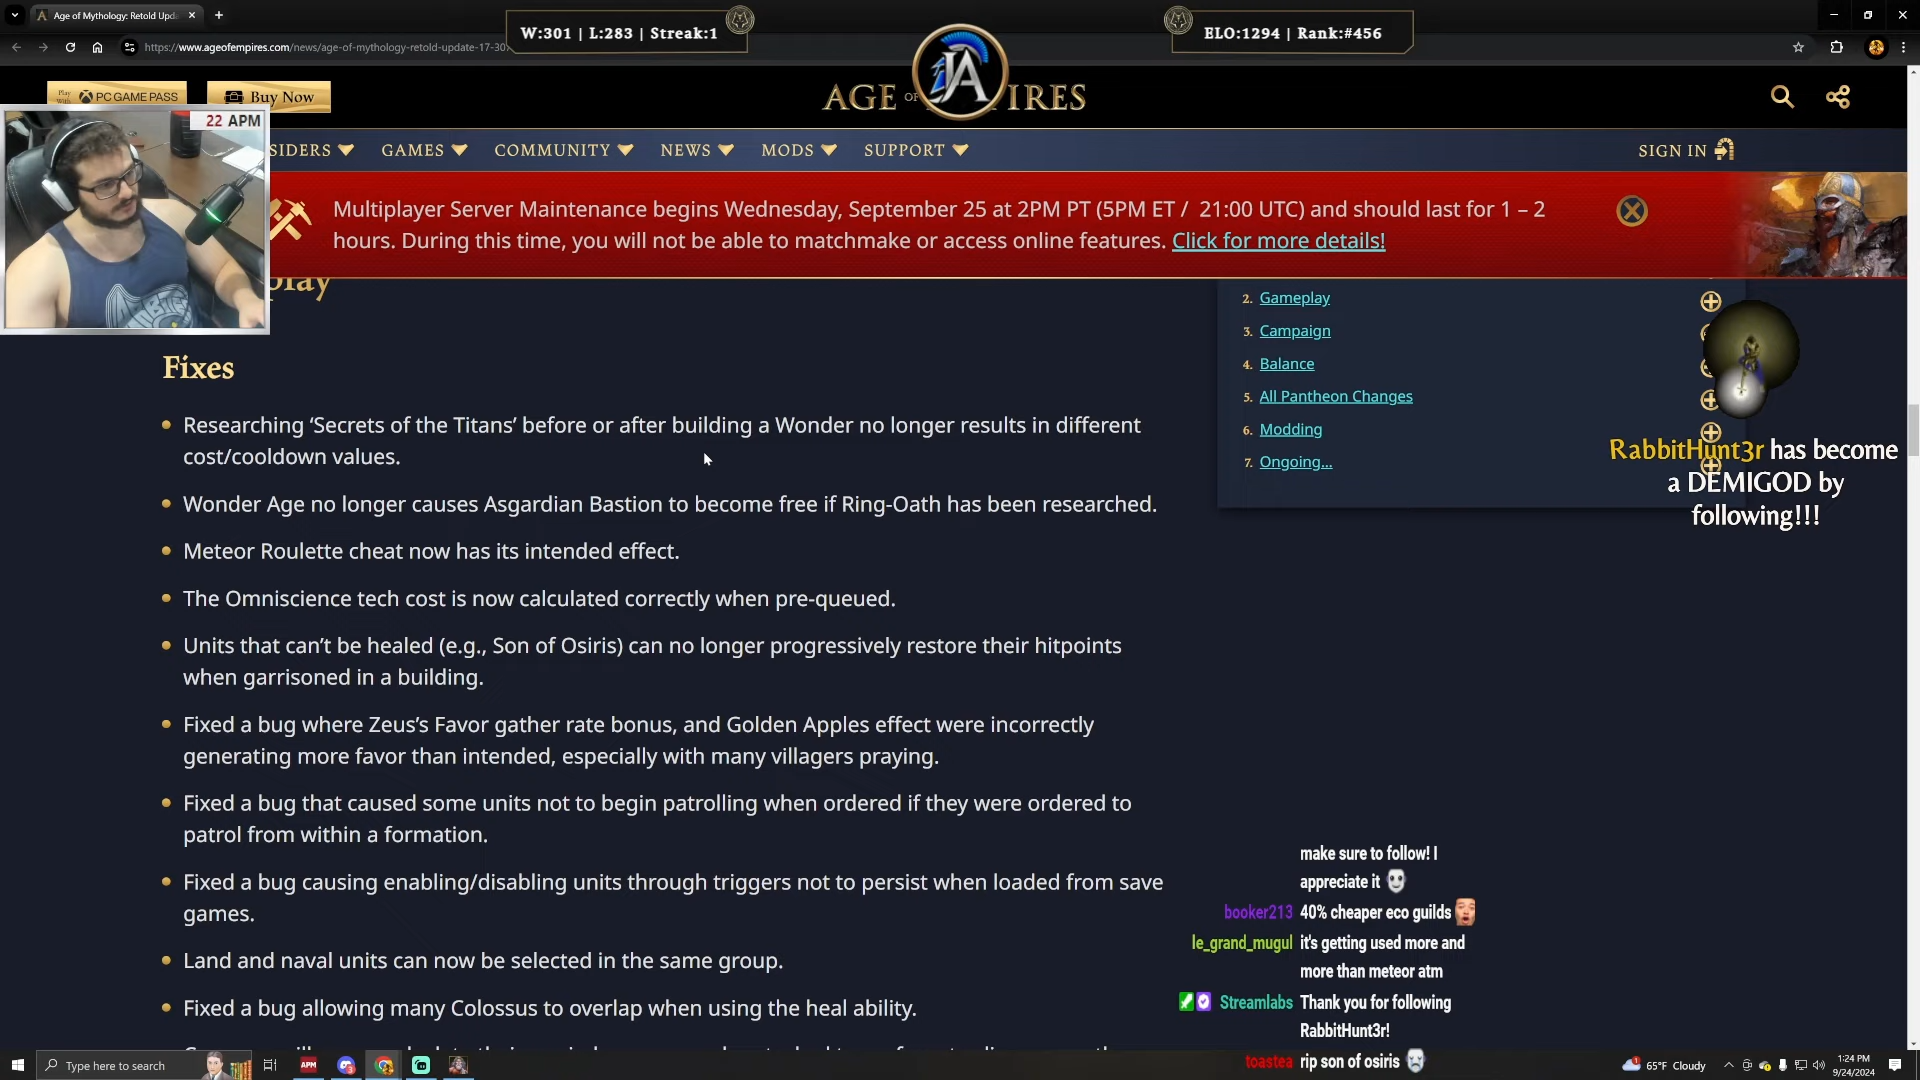 Age of Mythology: Retold Upd
https://www.ageofempires.com/news/age-of-mythology-retold-update-17-30
W:301 | L:283 | Streak:1
ELO:1294 | Rank:#456
Play
PC GAME PASS
Buy Now
AGE OF
IRES
22 APM
SIDERS
GAMES
COMMUNITY
NEWS
MODS
SUPPORT
SIGN IN
Multiplayer Server Maintenance begins Wednesday, September 25 at 2PM PT (5PM ET / 21:00 UTC) and should last for 1 – 2
hours. During this time, you will not be able to matchmake or access online features. Click for more details!
play
Fixes
Researching ‘Secrets of the Titans’ before or after building a Wonder no longer results in different
cost/cooldown values.
Wonder Age no longer causes Asgardian Bastion to become free if Ring-Oath has been researched.
Meteor Roulette cheat now has its intended effect.
The Omniscience tech cost is now calculated correctly when pre-queued.
Units that can’t be healed (e.g., Son of Osiris) can no longer progressively restore their hitpoints
when garrisoned in a building.
Fixed a bug where Zeus’s Favor gather rate bonus, and Golden Apples effect were incorrectly
generating more favor than intended, especially with many villagers praying.
Fixed a bug that caused some units not to begin patrolling when ordered if they were ordered to
patrol from within a formation.
Fixed a bug causing enabling/disabling units through triggers not to persist when loaded from save
games.
Land and naval units can now be selected in the same group.
Fixed a bug allowing many Colossus to overlap when using the heal ability.
2. Gameplay
3. Campaign
4. Balance
5. All Pantheon Changes
6. Modding
7. Ongoing...
RabbitHunt3r has become
a DEMIGOD by
following!!!
make sure to follow! I
appreciate it
booker213 40% cheaper eco guilds
le_grand_mugul it's getting used more and
more than meteor atm
Streamlabs Thank you for following
RabbitHunt3r!
toastea rip son of osiris
Type here to search
APM
65°F Cloudy
1:24 PM
9/24/2024